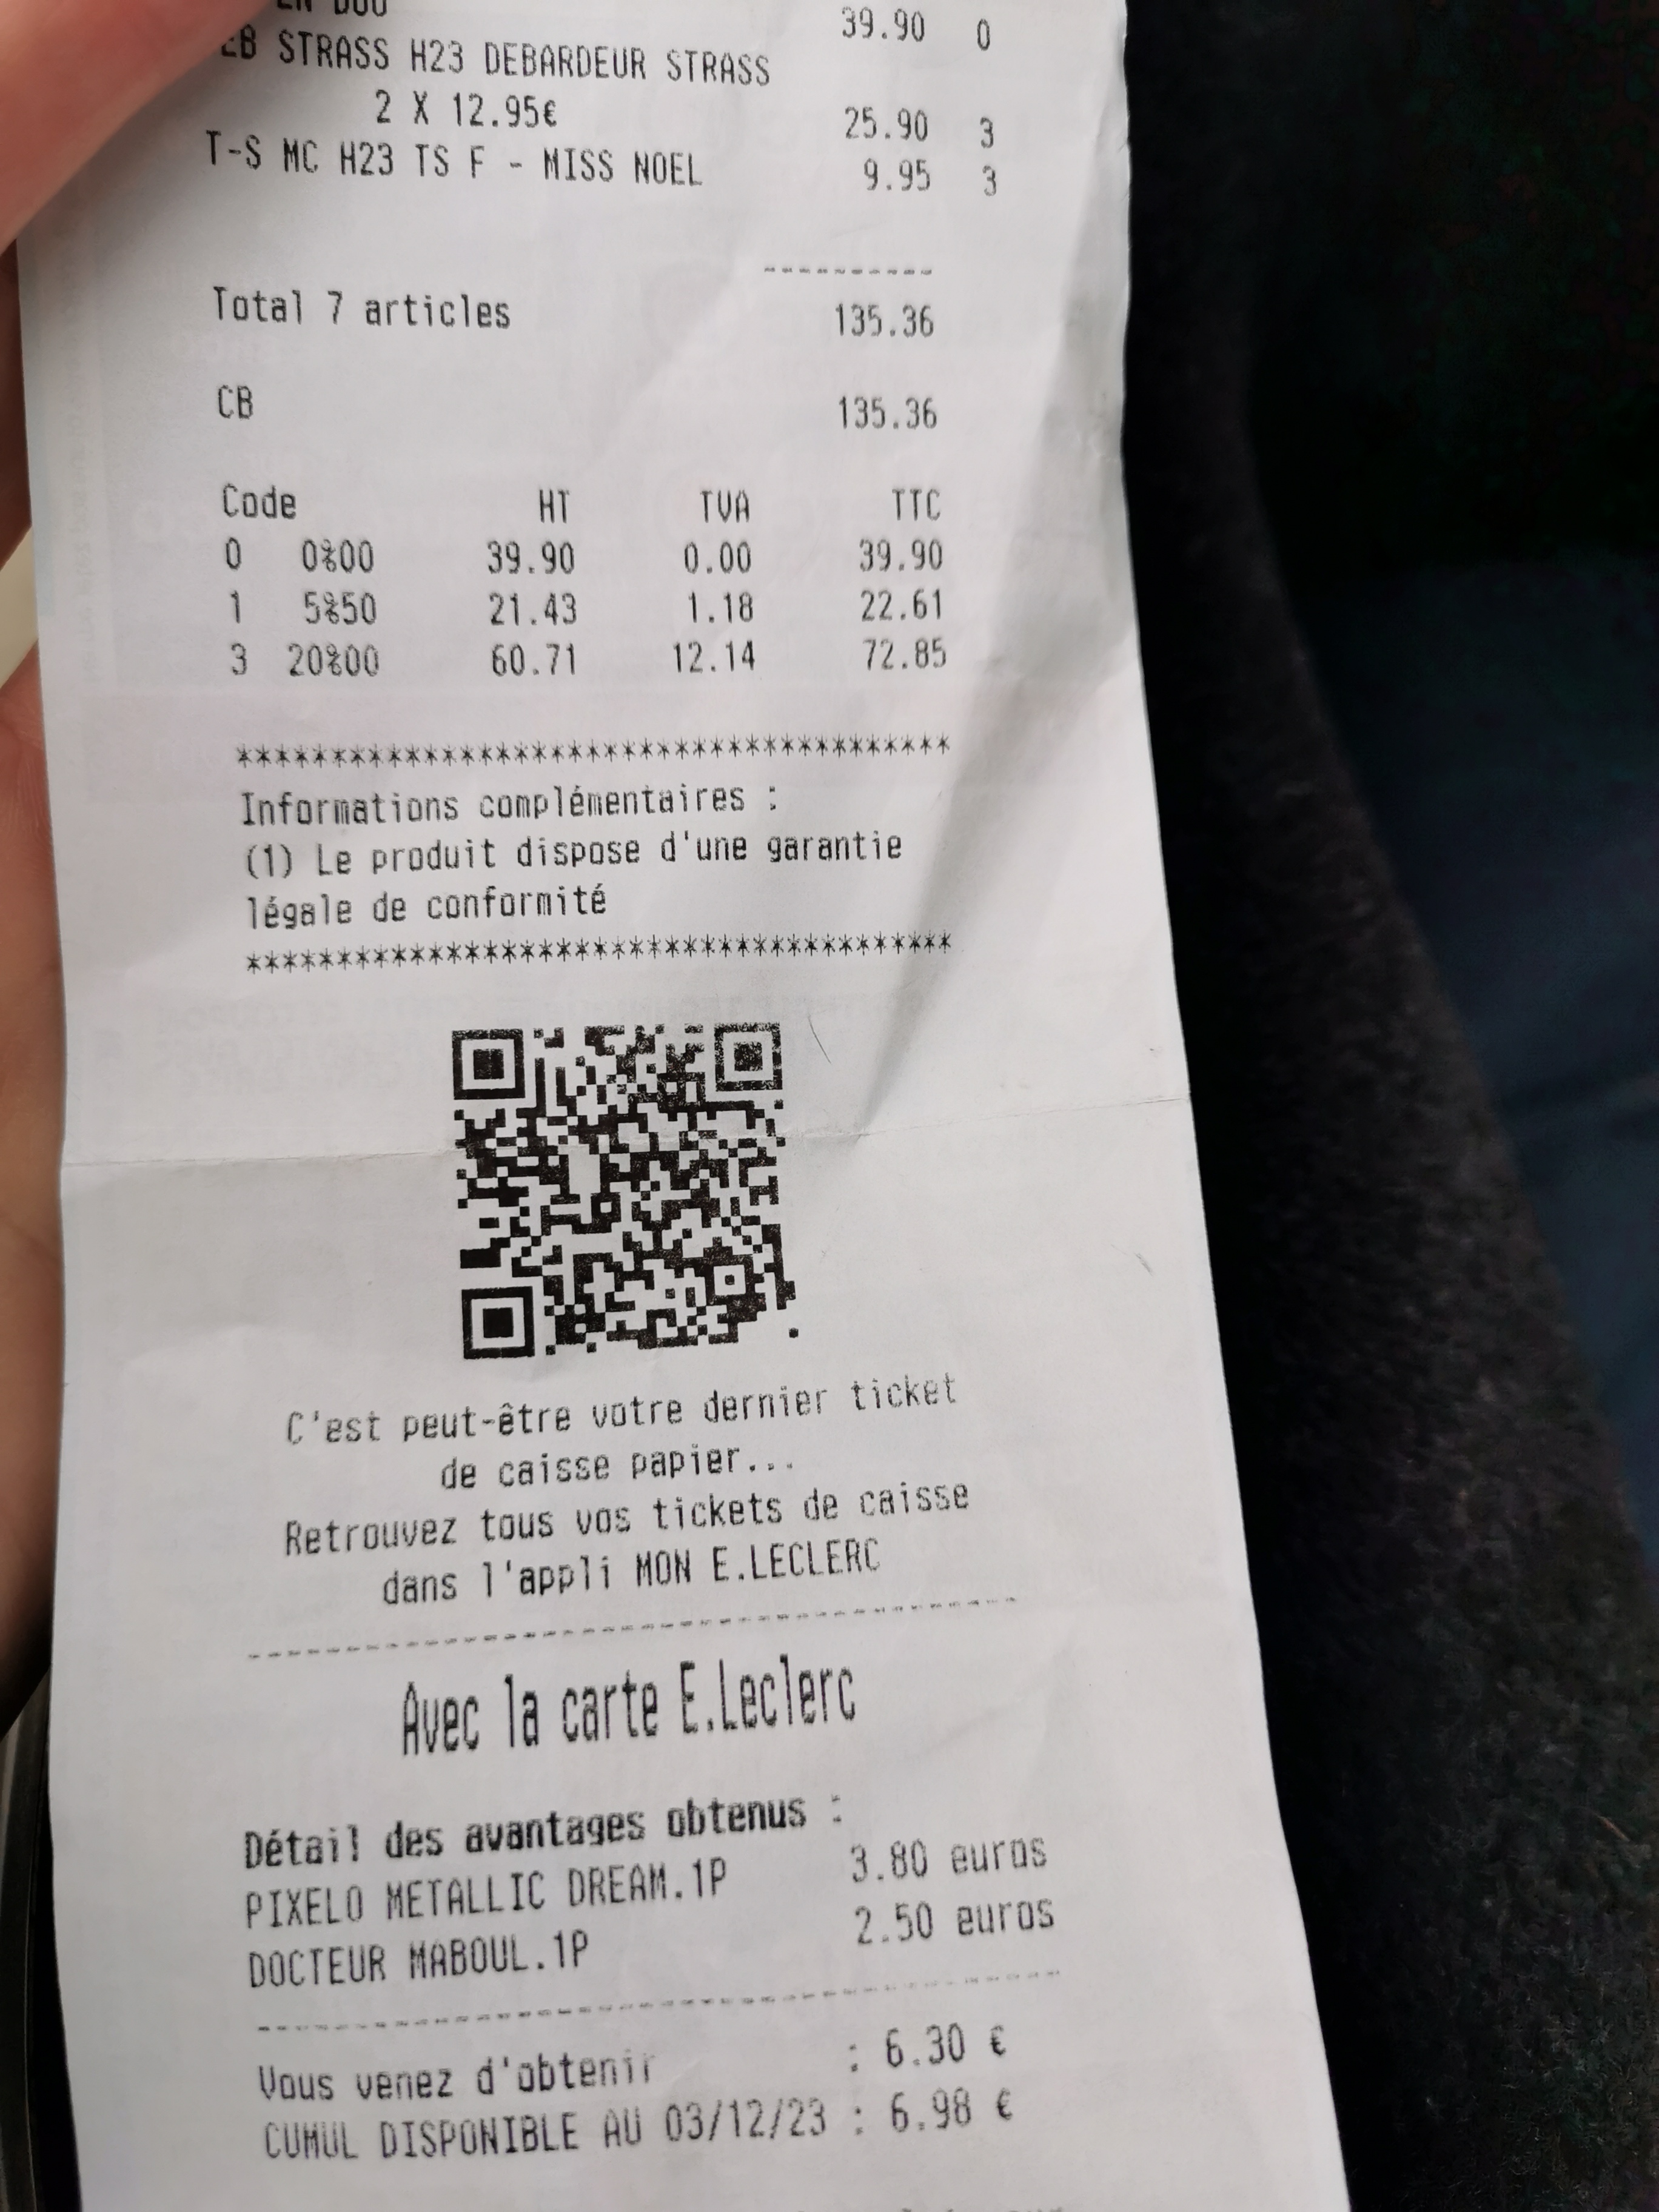 39.90 0
STRASS H23 DEBARDEUR STRASS
2 X 12.95€ 25.90 3
T-S MC H23 TS F - MISS NOEL 9.95 3
----------
Total 7 articles 135.36
CB 135.36
Code HT TVA TTC
0 0%00 39.90 0.00 39.90
1 5%50 21.43 1.18 22.61
3 20%00 60.71 12.14 72.85
*************************************
Informations complémentaires :
(1) Le produit dispose d'une garantie
légale de conformité
*************************************
C'est peut-être votre dernier ticket
de caisse papier...
Retrouvez tous vos tickets de caisse
dans l'appli MON E.LECLERC
----------------------------------------
Avec la carte E.Leclerc
Détail des avantages obtenus :
PIXELO METALLIC DREAM.1P 3.80 euros
DOCTEUR MABOUL.1P 2.50 euros
----------------------------------------
Vous venez d'obtenir : 6.30 €
CUMUL DISPONIBLE AU 03/12/23 : 6.98 €